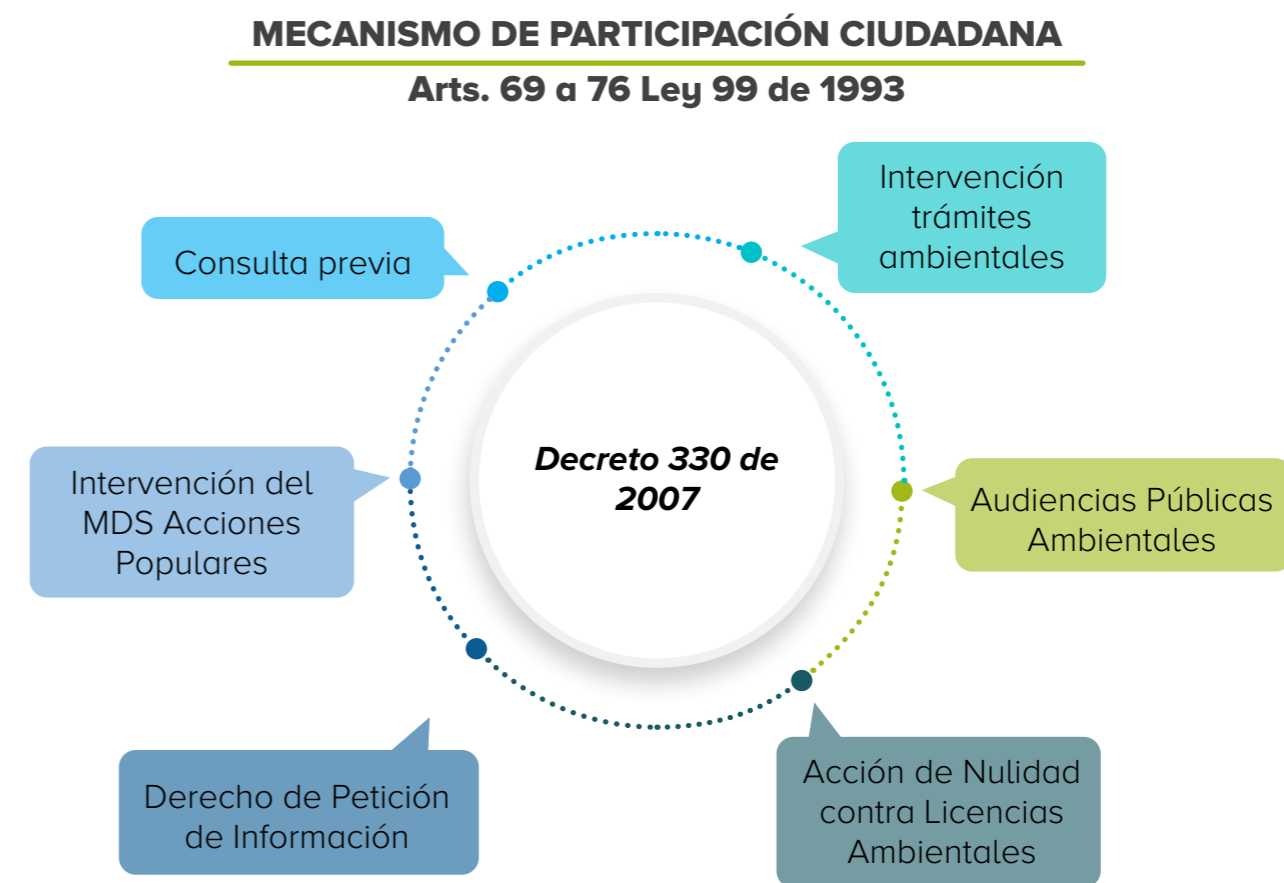 MECANISMO DE PARTICIPACIÓN CIUDADANA
Arts. 69 a 76 Ley 99 de 1993
Intervención
trámites
ambientales
Consulta previa
Decreto 330 de
2007
Intervención del
MDS Acciones
Populares
Audiencias Públicas
Ambientales
Derecho de Petición
de Información
Acción de Nulidad
contra Licencias
Ambientales